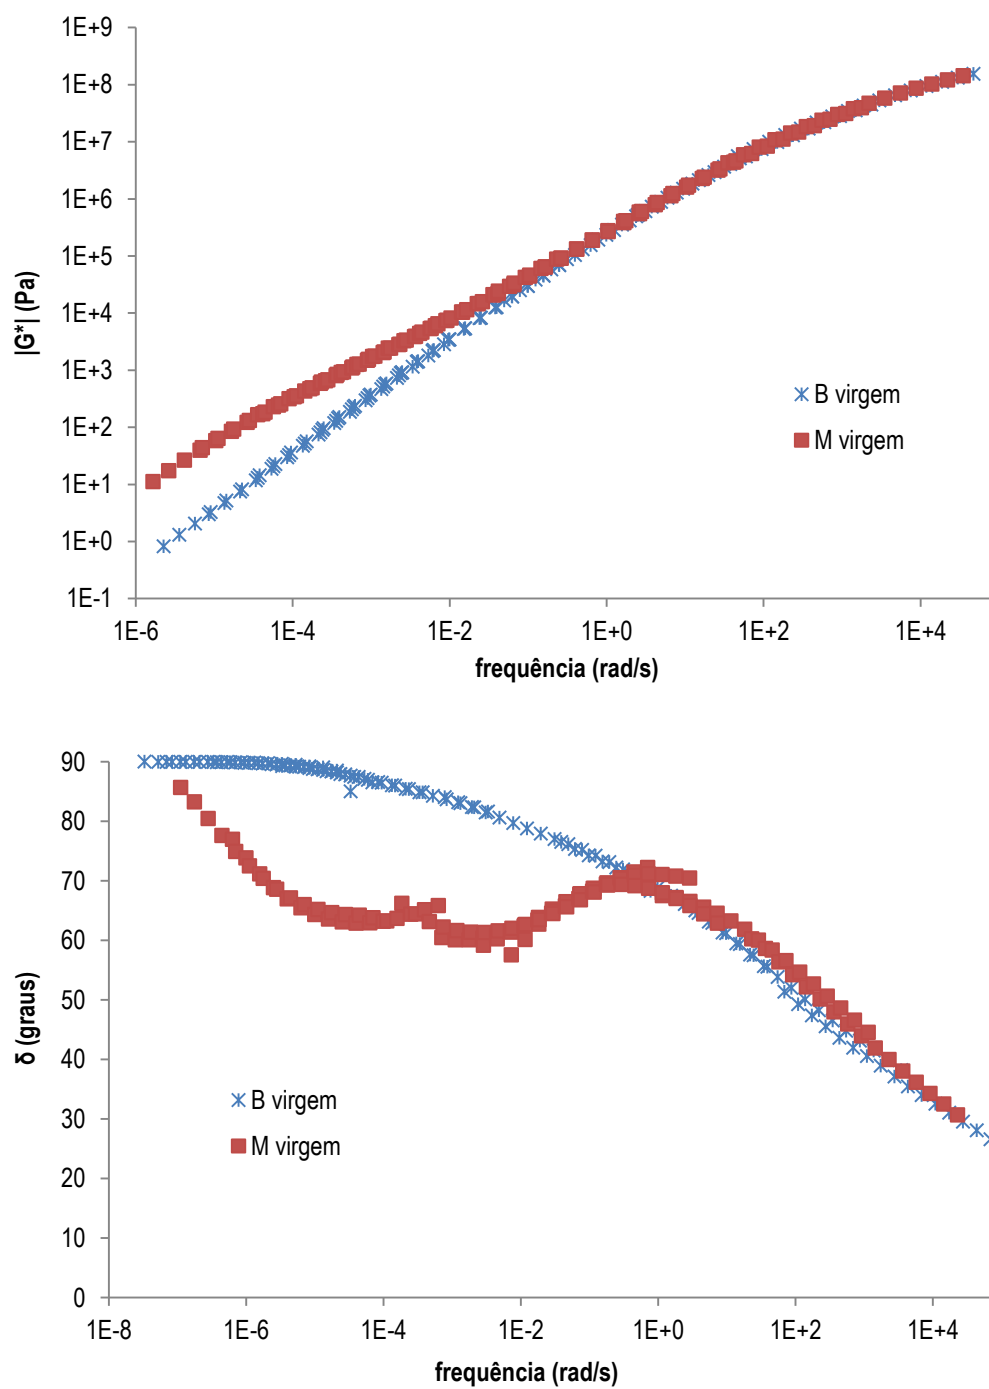 1E+9
1E+8
1E+7
1E+6
1E+5
1E+4
1E+3
1E+2
1E+1
1E+0
1E-1
|G*| (Pa)
B virgem
M virgem
1E-6
1E-4
1E-2
1E+0
1E+2
1E+4
frequência (rad/s)
90
80
70
60
50
40
30
20
10
0
δ (graus)
B virgem
M virgem
1E-8
1E-6
1E-4
1E-2
1E+0
1E+2
1E+4
frequência (rad/s)